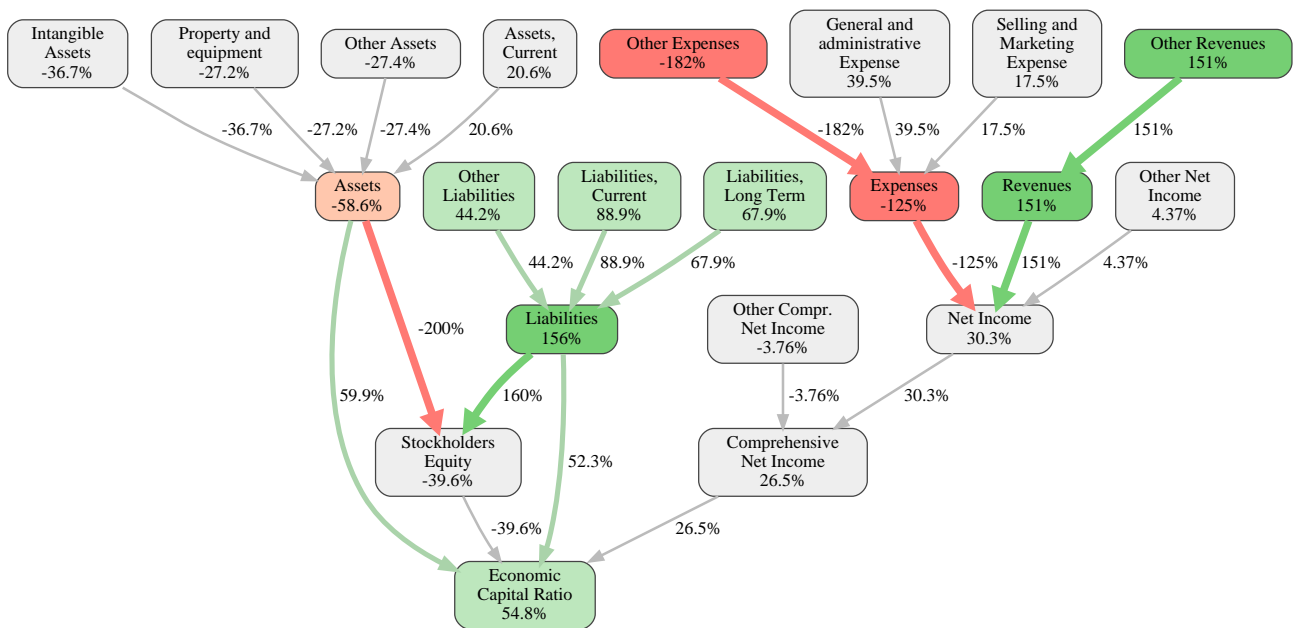 Intangible
Assets
-36.7%
Property and
equipment
-27.2%
Other Assets
-27.4%
Assets,
Current
20.6%
Other Expenses
-182%
General and
administrative
Expense
39.5%
Selling and
Marketing
Expense
17.5%
Other Revenues
151%
-36.7%
-27.2%
-27.4%
20.6%
-182%
39.5%
17.5%
151%
Assets
-58.6%
Other
Liabilities
44.2%
Liabilities,
Current
88.9%
Liabilities,
Long Term
67.9%
Expenses
-125%
Revenues
151%
Other Net
Income
4.37%
44.2%
88.9%
67.9%
-125%
151%
4.37%
-200%
Liabilities
156%
Other Compr.
Net Income
-3.76%
Net Income
30.3%
59.9%
160%
-3.76%
30.3%
Stockholders
Equity
-39.6%
52.3%
Comprehensive
Net Income
26.5%
-39.6%
26.5%
Economic
Capital Ratio
54.8%